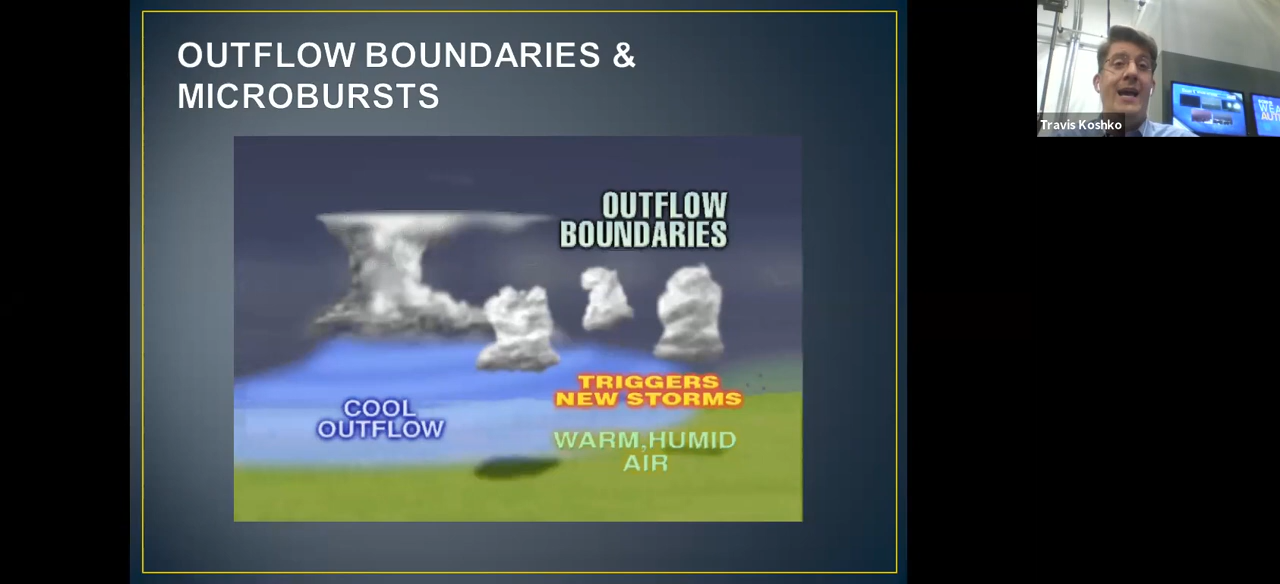 OUTFLOW BOUNDARIES &
MICROBURSTS
OUTFLOW
BOUNDARIES
TRIGGERS
NEW STORMS
COOL
OUTFLOW
WARM,HUMID
AIR
Travis Koshko